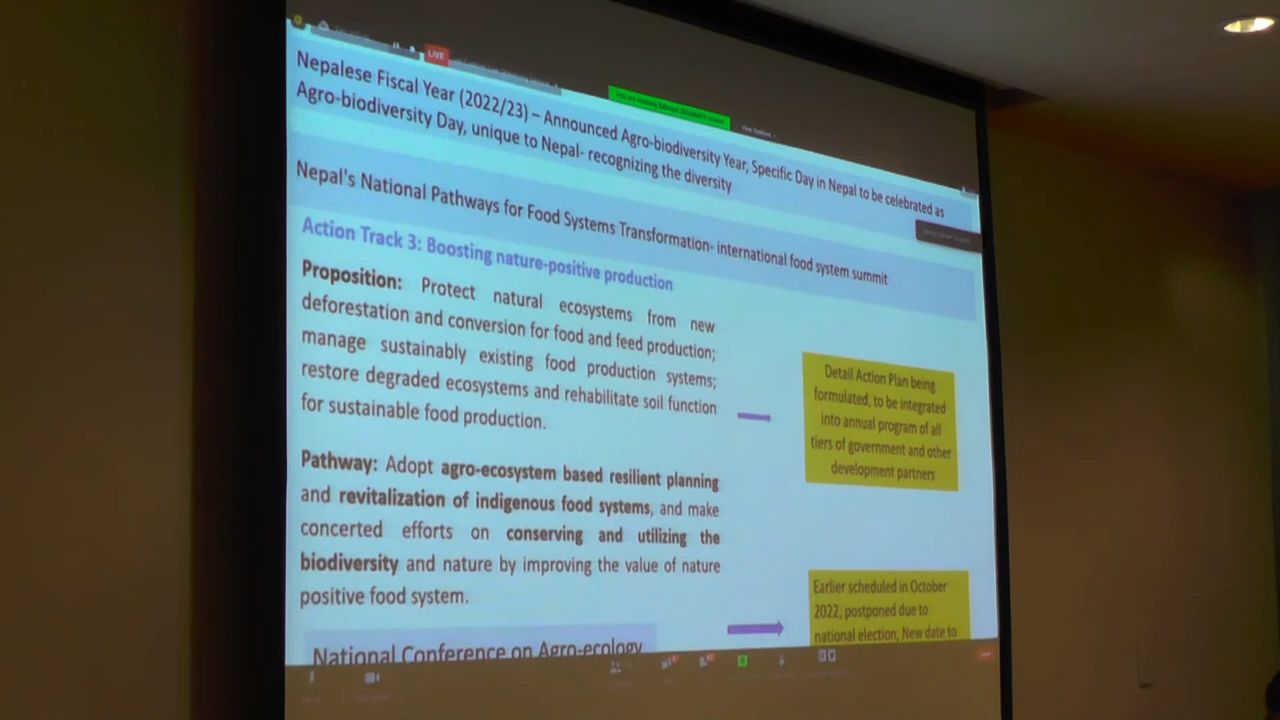 LIVE
Nepalese Fiscal Year (2022/23) – Announced Agro-biodiversity Year, Specific Day in Nepal to be celebrated as
Agro-biodiversity Day, unique to Nepal- recognizing the diversity
Nepal's National Pathways for Food Systems Transformation- international food system summit
Action Track 3: Boosting nature-positive production
Proposition: Protect natural ecosystems from new
deforestation and conversion for food and feed production;
manage sustainably existing food production systems;
restore degraded ecosystems and rehabilitate soil function
for sustainable food production.
Detail Action Plan being
formulated, to be integrated
into annual program of all
tiers of government and other
development partners
Pathway: Adopt agro-ecosystem based resilient planning
and revitalization of indigenous food systems, and make
concerted efforts on conserving and utilizing the
biodiversity and nature by improving the value of nature
positive food system.
Earlier scheduled in October
2022, postponed due to
national election, New date to
National Conference on Agro-ecology